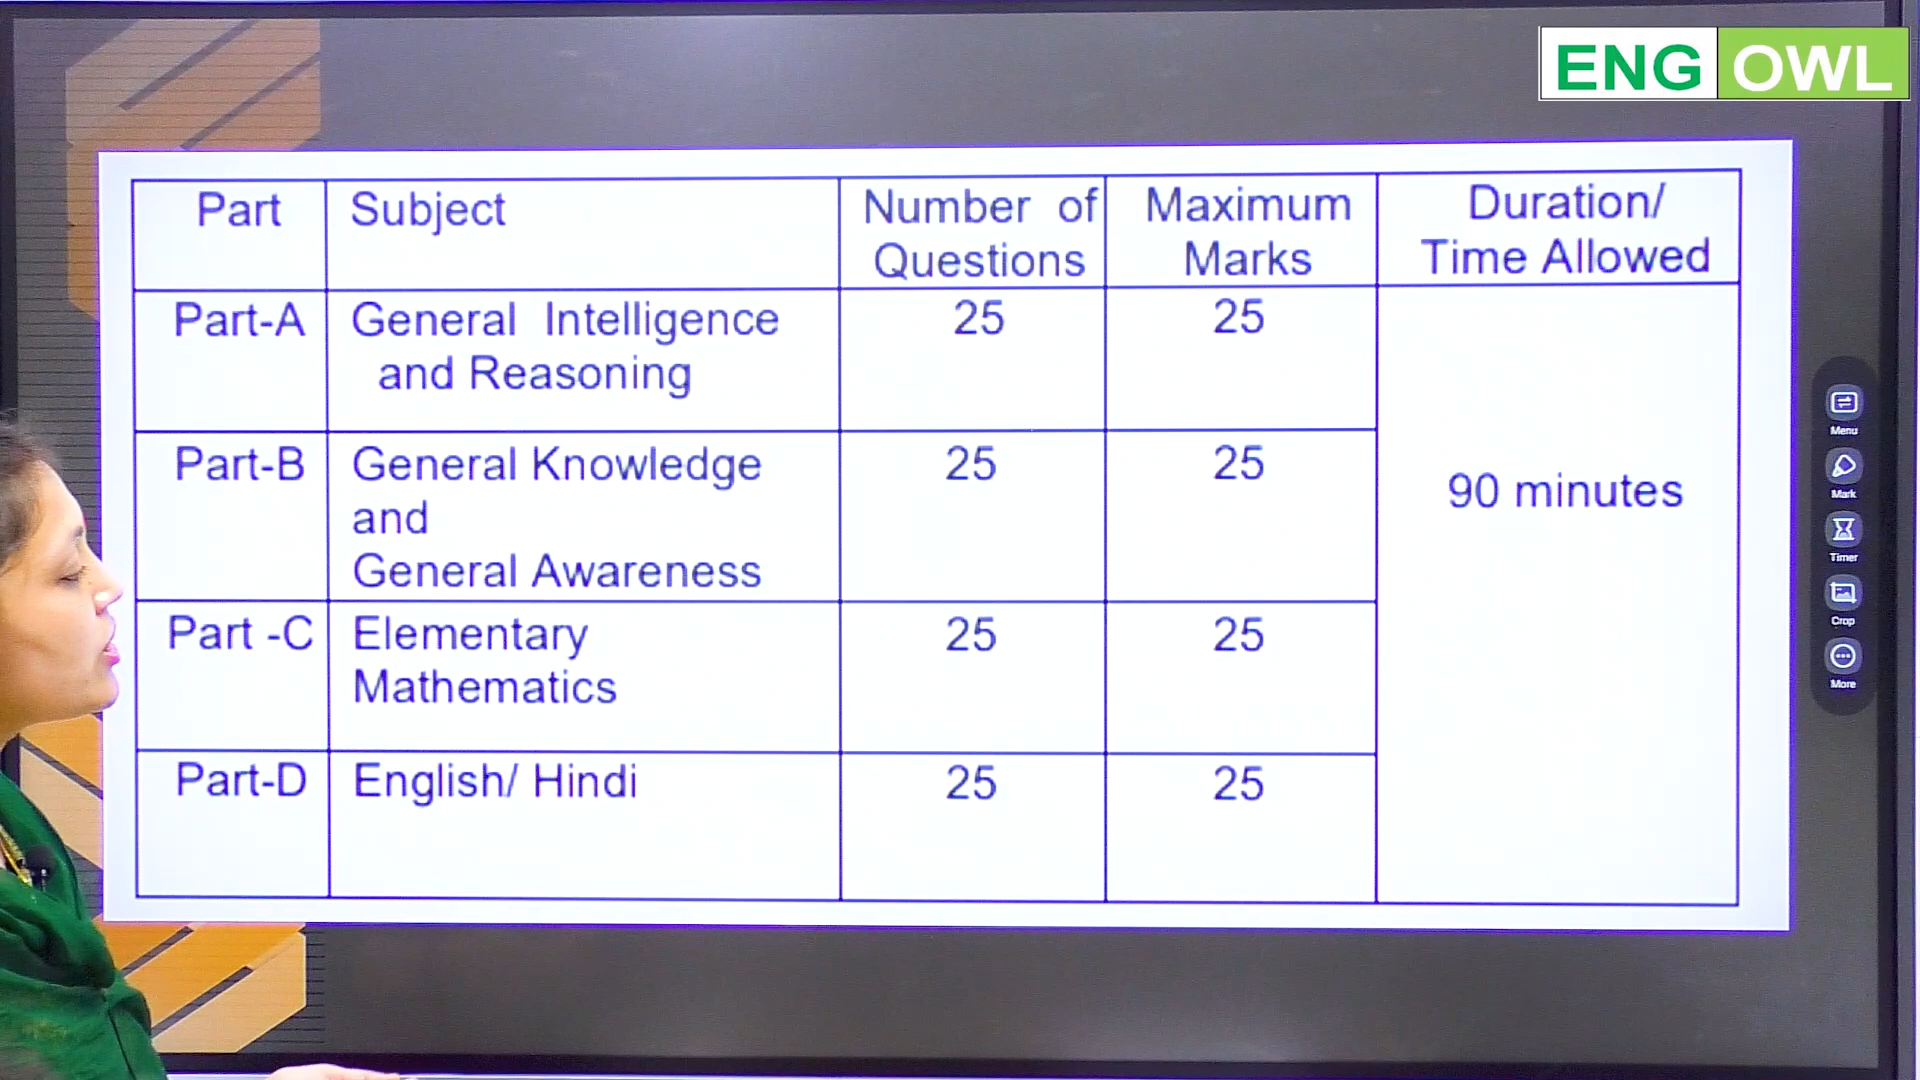 ENG OWL
Part
Subject
Number of
Questions
Maximum
Marks
Duration/
Time Allowed
Part-A
General Intelligence
and Reasoning
25
25
90 minutes
Part-B
General Knowledge
and
General Awareness
25
25
Part -C
Elementary
Mathematics
25
25
Part-D
English/ Hindi
25
25
Menu
Mark
Timer
Crop
More